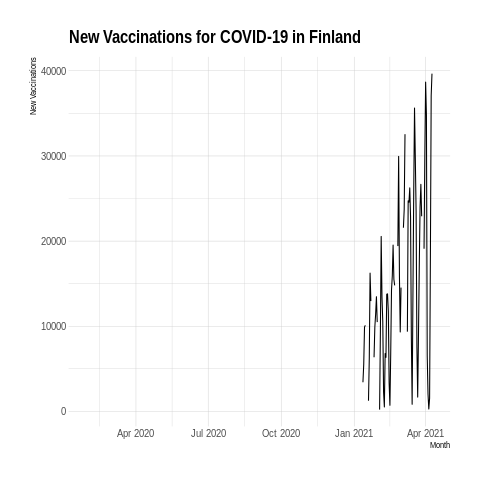 New Vaccinations for COVID-19 in Finland
New Vaccinations
40000
30000
20000
10000
0
Apr 2020 Jul 2020 Oct 2020 Jan 2021 Apr 2021
Month